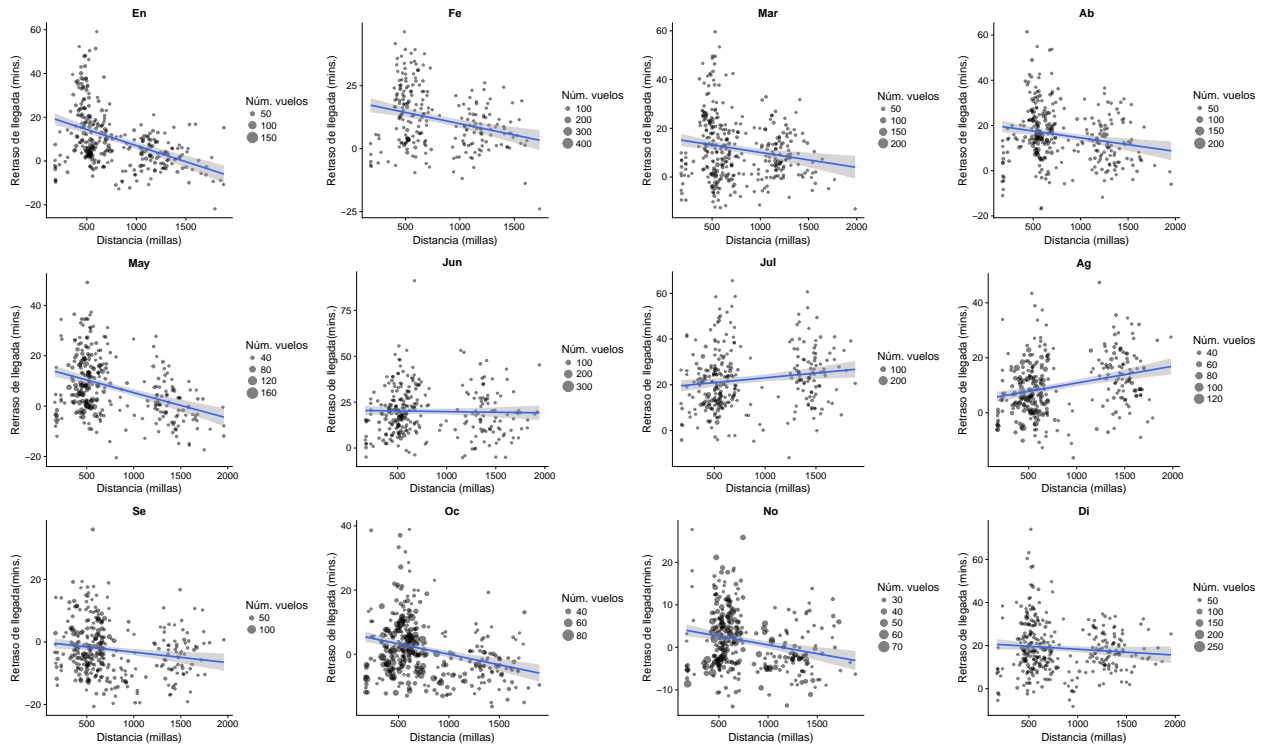 En
Retraso de llegada (mins.)
60
40
20
0
−20
500
1000
1500
Distancia (millas)
Núm. vuelos
50
100
150
Fe
Retraso de llegada (mins.)
25
0
−25
500
1000
1500
Distancia (millas)
Núm. vuelos
100
200
300
400
Mar
Retraso de llegada (mins.)
60
40
20
0
500
1000
1500
2000
Distancia (millas)
Núm. vuelos
50
100
150
200
Ab
Retraso de llegada (mins.)
60
40
20
0
−20
500
1000
1500
2000
Distancia (millas)
Núm. vuelos
50
100
150
200
May
Retraso de llegada (mins.)
40
20
0
−20
500
1000
1500
2000
Distancia (millas)
Núm. vuelos
40
80
120
160
Jun
Retraso de llegada(mins.)
75
50
25
0
500
1000
1500
2000
Distancia (millas)
Núm. vuelos
100
200
300
Jul
Retraso de llegada (mins.)
60
40
20
0
500
1000
1500
Distancia (millas)
Núm. vuelos
100
200
Ag
Retraso de llegada (mins.)
40
20
0
500
1000
1500
2000
Distancia (millas)
Núm. vuelos
40
60
80
100
120
Se
Retraso de llegada(mins.)
20
0
−20
500
1000
1500
2000
Distancia (millas)
Núm. vuelos
50
100
Oc
Retraso de llegada(mins.)
40
20
0
500
1000
1500
Distancia (millas)
Núm. vuelos
40
60
80
No
Retraso de llegada(mins.)
20
10
0
−10
500
1000
1500
Distancia (millas)
Núm. vuelos
30
40
50
60
70
Di
Retraso de llegada (mins.)
60
40
20
0
500
1000
1500
2000
Distancia (millas)
Núm. vuelos
50
100
150
200
250